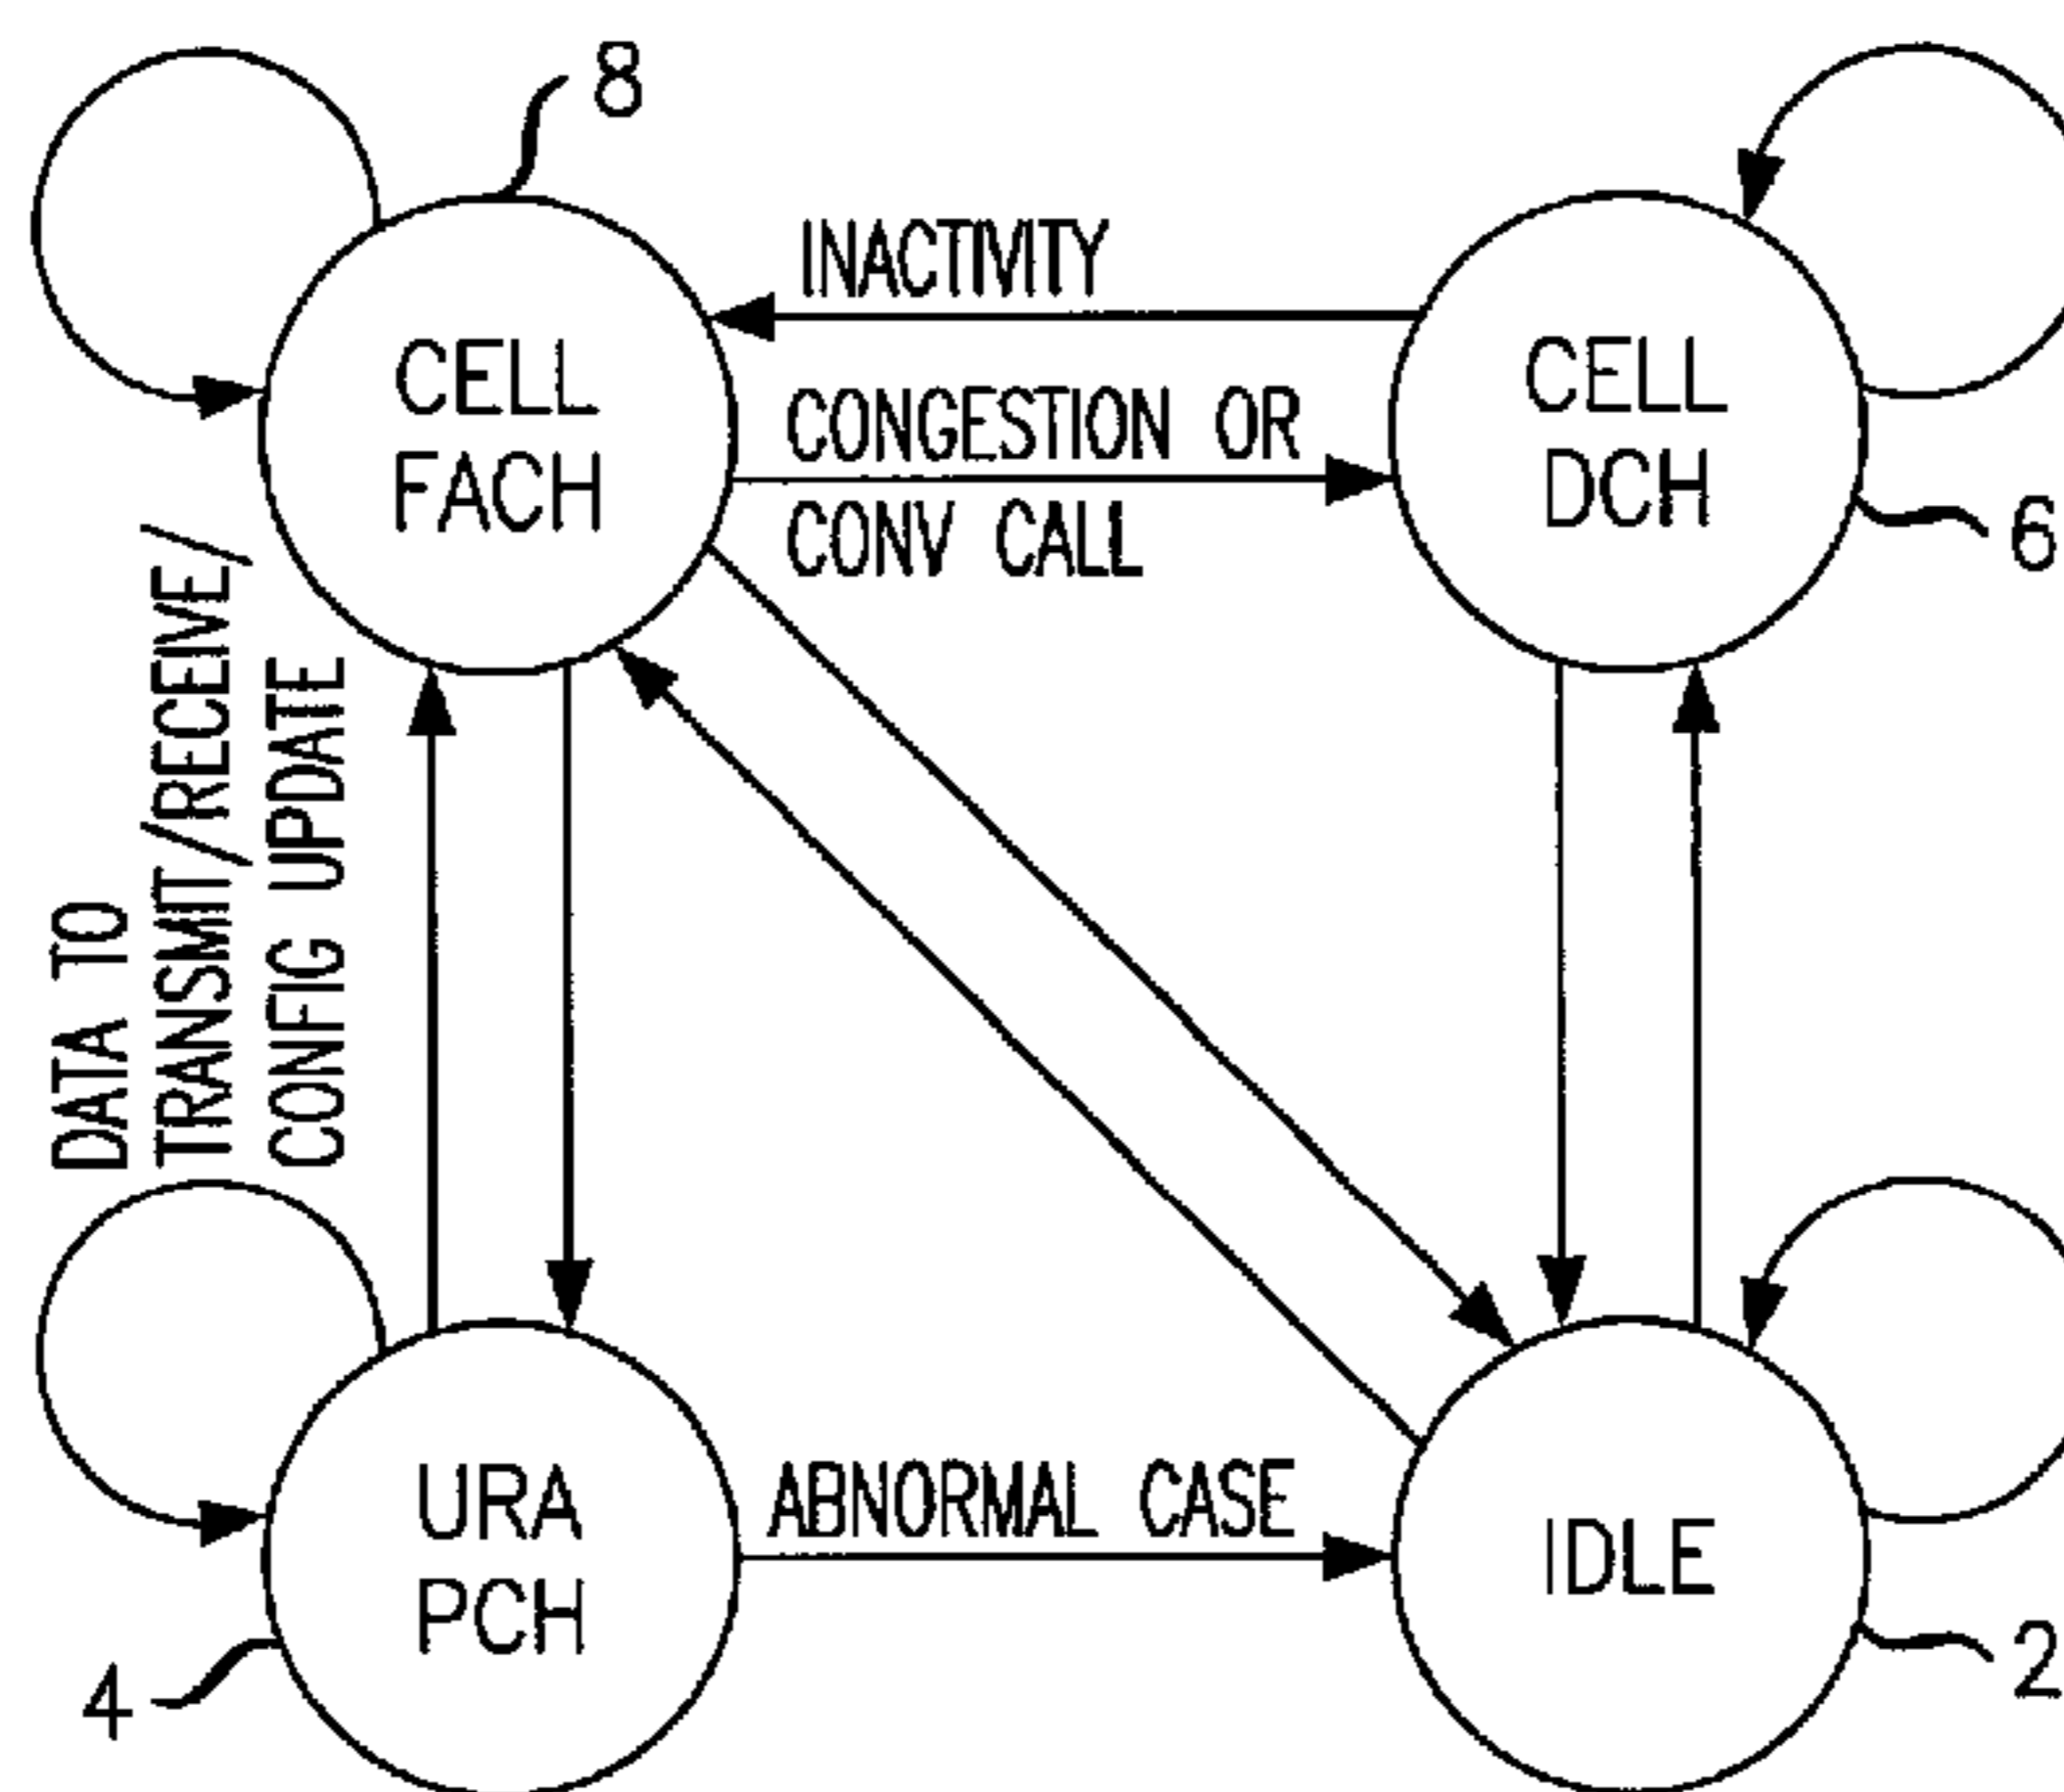 8
INACTIVITY
CELL
FACH
CONGESTION OR
CONV CALL
CELL
DCH
6
DATA TO
TRANSMIT/RECEIVE/
CONFIG UPDATE
URA
PCH
4
ABNORMAL CASE
IDLE
2